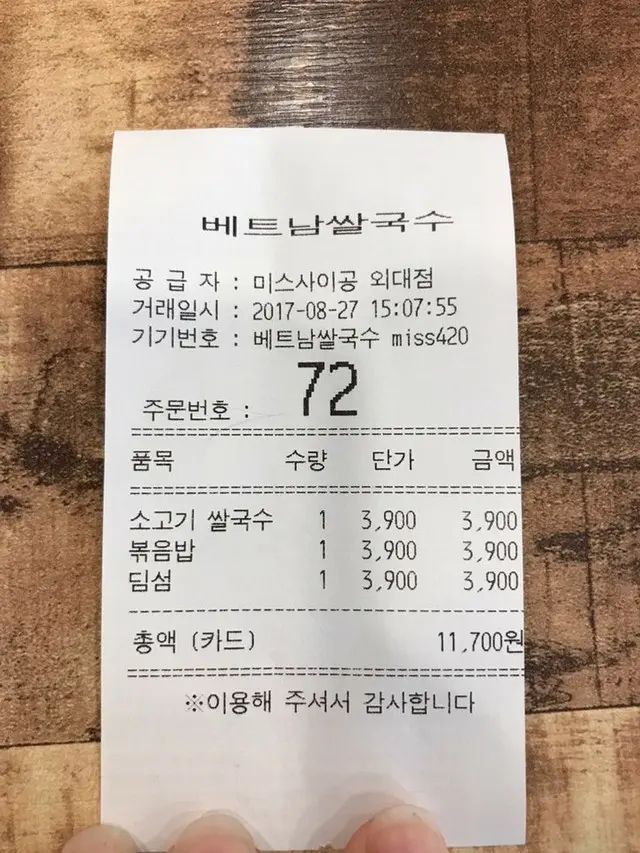 베트남쌀국수
공 급 자 : 미스사이공 외대점
거래일시 : 2017-08-27 15:07:55
기기번호 : 베트남쌀국수 miss420
주문번호 : 72
품목 수량 단가 금액
소고기 쌀국수 1 3,900 3,900
볶음밥 1 3,900 3,900
딤섬 1 3,900 3,900
총액 (카드) 11,700원
※이용해 주셔서 감사합니다